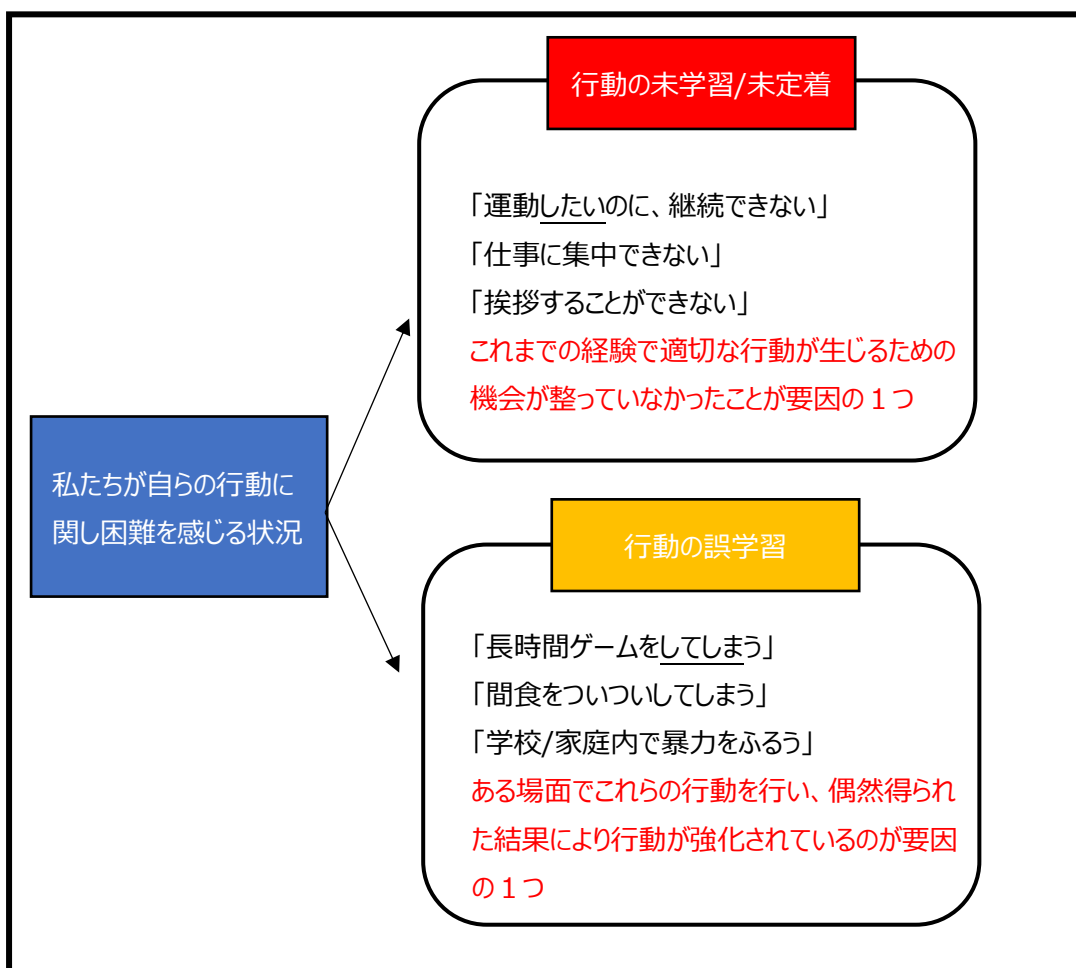 行動の未学習/未定着
「運動したいのに、継続できない」
「仕事に集中できない」
「挨拶することができない」
これまでの経験で適切な行動が生じるための
機会が整っていなかったことが要因の１つ
私たちが自らの行動に
関し困難を感じる状況
行動の誤学習
「長時間ゲームをしてしまう」
「間食をついついしてしまう」
「学校/家庭内で暴力をふるう」
ある場面でこれらの行動を行い、偶然得られ
た結果により行動が強化されているのが要因
の１つ